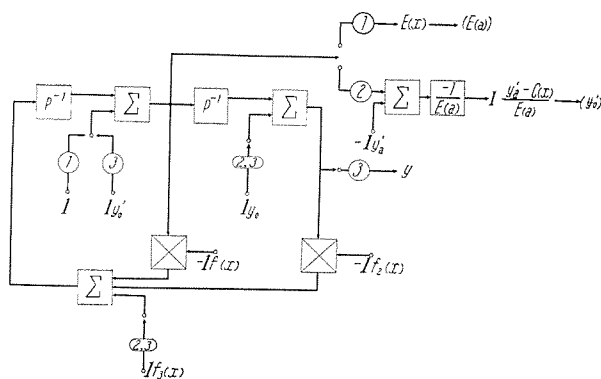 1 E(x) (E(a))
p⁻¹ Σ p⁻¹ Σ 2 Σ -1/E(a) 1 (y'ₐ - C(x))/E(a) (y'₀)
-1y'ₐ
1 3 2,3 3 y
1 1y'₀ 1y₀
-1f(x) -1f₂(x)
Σ
2,3
1f₃(x)